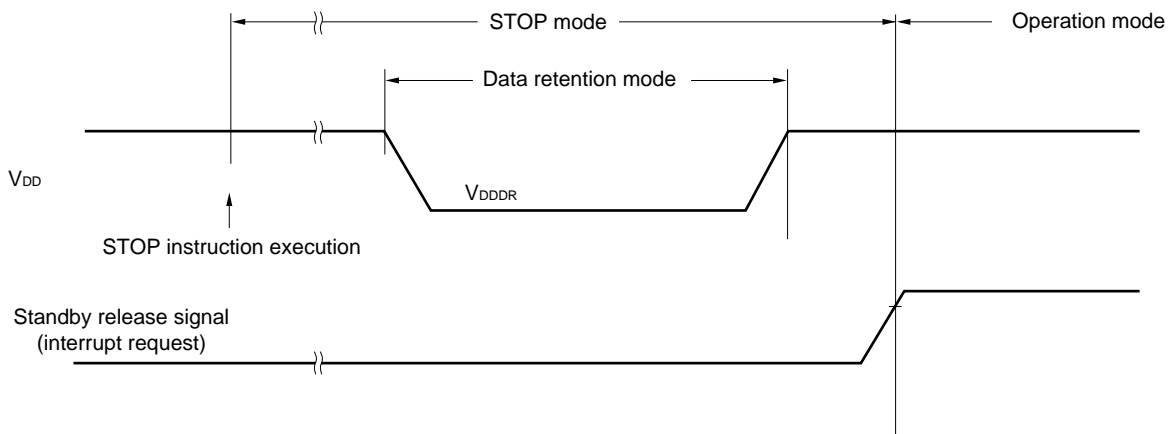 STOP mode
Operation mode
Data retention mode
VDD
VDDDR
STOP instruction execution
Standby release signal
(interrupt request)